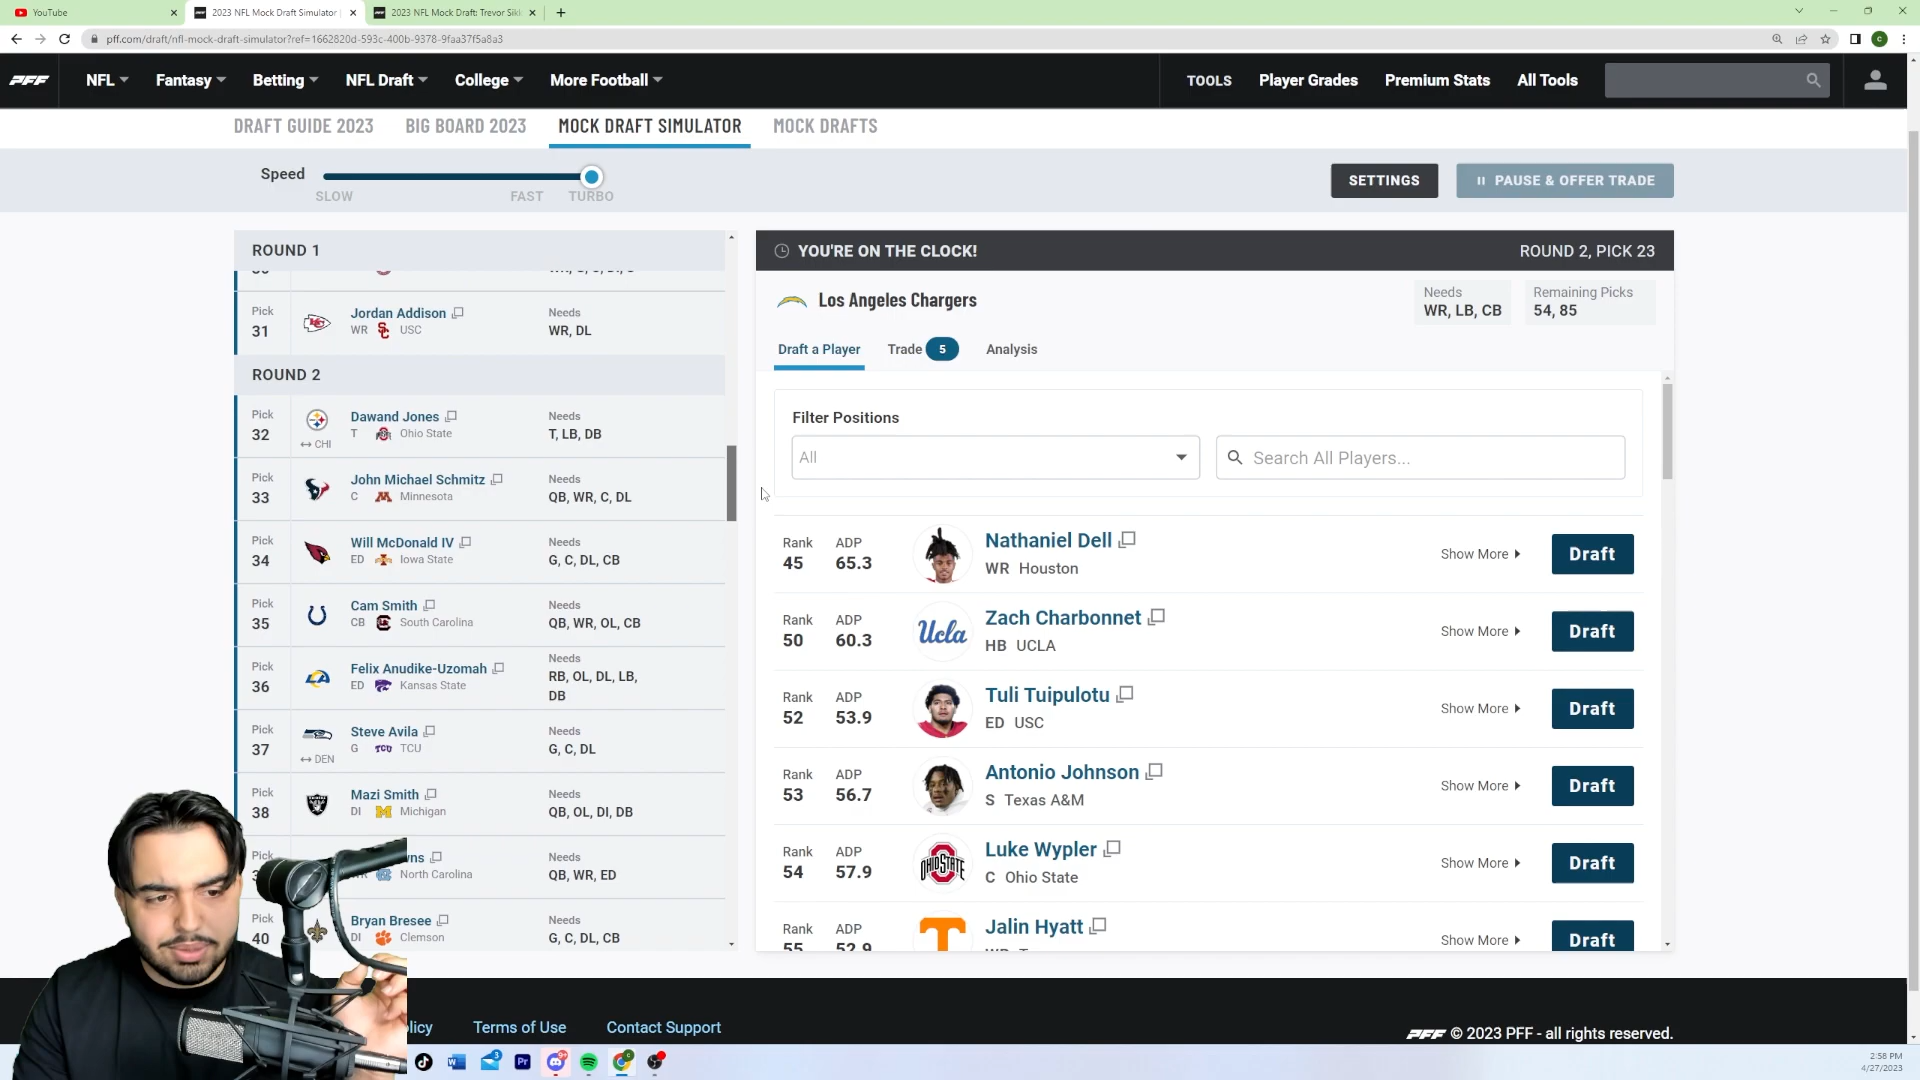 YouTube
2023 NFL Mock Draft Simulator
2023 NFL Mock Draft: Trevor Sik
pff.com/draft/nfl-mock-draft-simulator?ref=1662820d-593c-400b-9378-9faa37f5a8a3
PFF NFL Fantasy Betting NFL Draft College More Football TOOLS Player Grades Premium Stats All Tools
DRAFT GUIDE 2023 BIG BOARD 2023 MOCK DRAFT SIMULATOR MOCK DRAFTS
Speed
SLOW FAST TURBO
SETTINGS
PAUSE & OFFER TRADE
ROUND 1
Pick 31
Jordan Addison
WR USC
Needs
WR, DL
ROUND 2
Pick 32
CHI
Dawand Jones
T Ohio State
Needs
T, LB, DB
Pick 33
John Michael Schmitz
C Minnesota
Needs
QB, WR, C, DL
Pick 34
Will McDonald IV
ED Iowa State
Needs
G, C, DL, CB
Pick 35
Cam Smith
CB South Carolina
Needs
QB, WR, OL, CB
Pick 36
Felix Anudike-Uzomah
ED Kansas State
Needs
RB, OL, DL, LB,
DB
Pick 37
DEN
Steve Avila
G TCU TCU
Needs
G, C, DL
Pick 38
Mazi Smith
DI Michigan
Needs
QB, OL, DI, DB
Pick
North Carolina
Needs
QB, WR, ED
40
Bryan Bresee
DI Clemson
Needs
G, C, DL, CB
YOU'RE ON THE CLOCK!
ROUND 2, PICK 23
Los Angeles Chargers
Needs
WR, LB, CB
Remaining Picks
54, 85
Draft a Player Trade 5 Analysis
Filter Positions
All
Search All Players...
Rank 45
ADP 65.3
Nathaniel Dell
WR Houston
Show More
Draft
Rank 50
ADP 60.3
Ucla
Zach Charbonnet
HB UCLA
Show More
Draft
Rank 52
ADP 53.9
Tuli Tuipulotu
ED USC
Show More
Draft
Rank 53
ADP 56.7
Antonio Johnson
S Texas A&M
Show More
Draft
Rank 54
ADP 57.9
OHIO STATE
Luke Wypler
C Ohio State
Show More
Draft
Rank 55
ADP 52.9
Jalin Hyatt
Show More
Draft
Terms of Use Contact Support
PFF © 2023 PFF - all rights reserved.
2:58 PM
4/27/2023